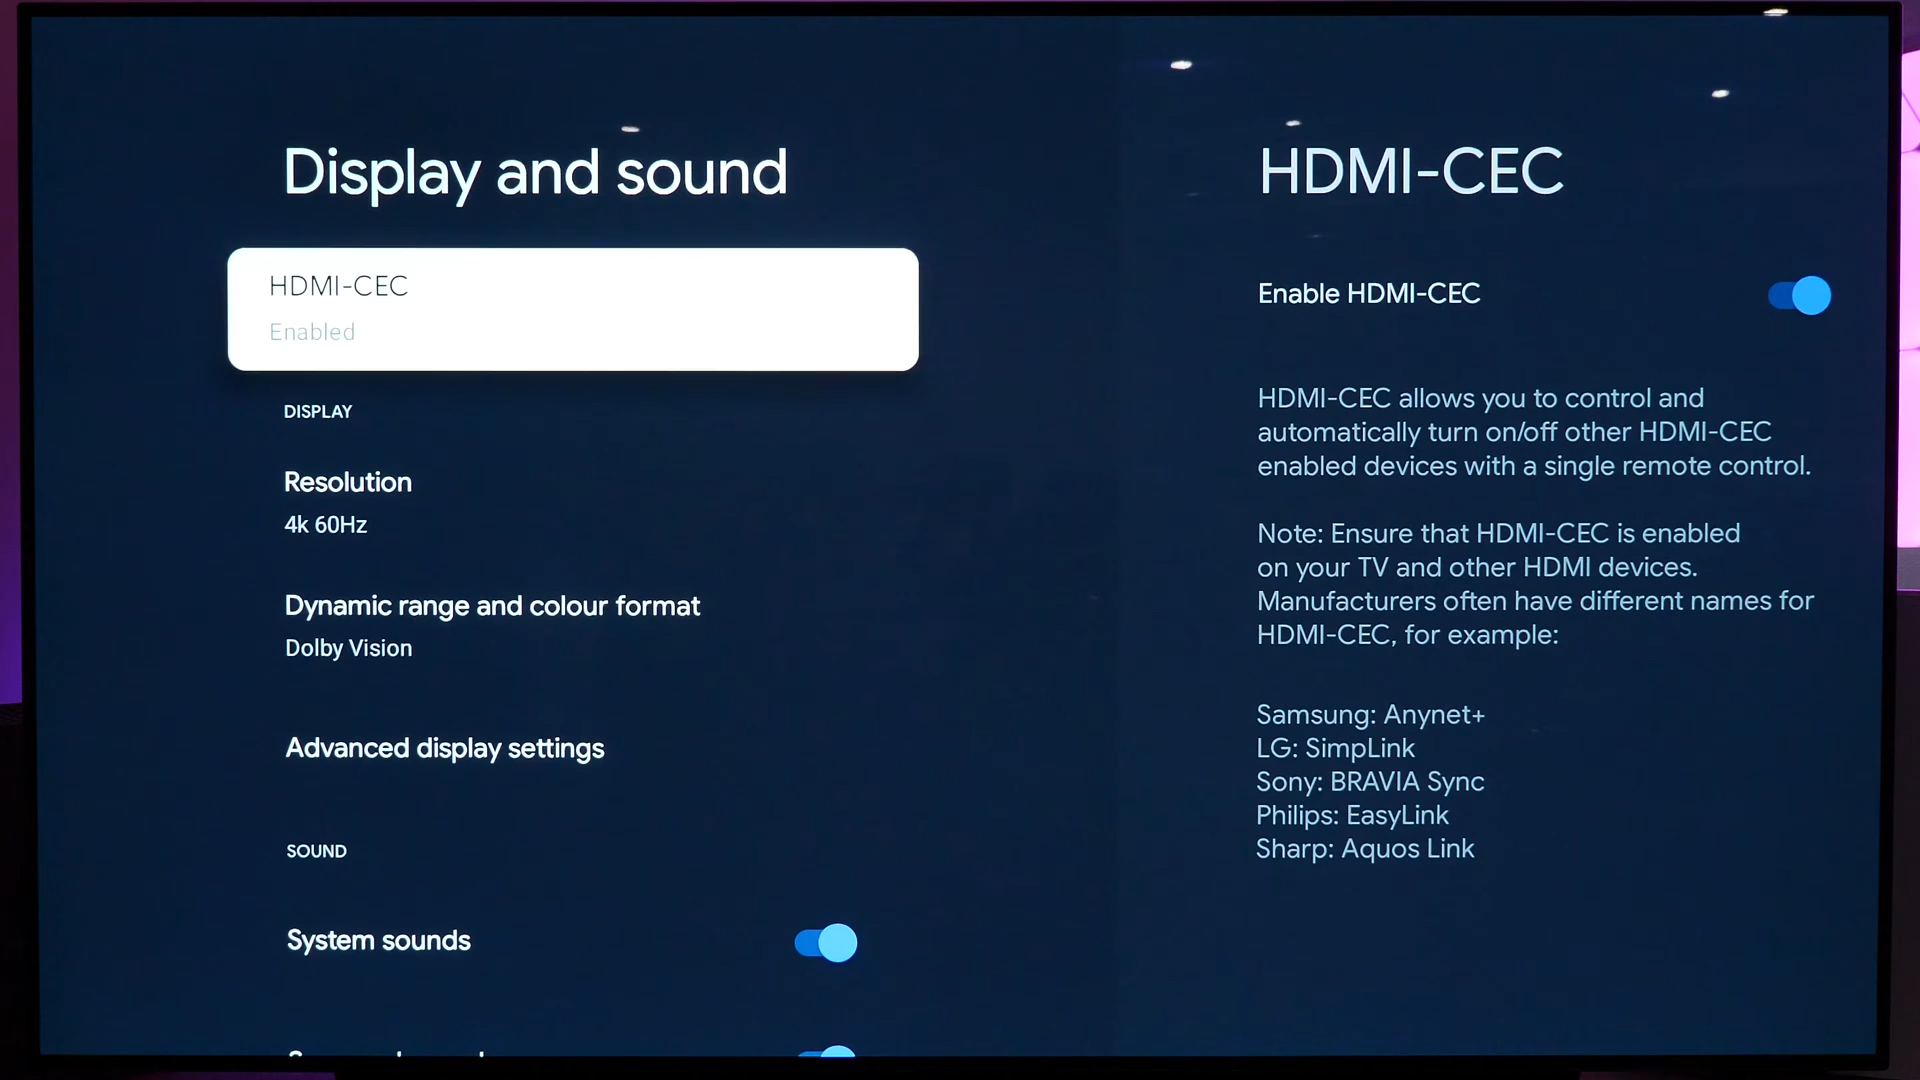 Display and sound
HDMI-CEC
Enabled
DISPLAY
Resolution
4k 60Hz
Dynamic range and colour format
Dolby Vision
Advanced display settings
SOUND
System sounds
HDMI-CEC
Enable HDMI-CEC
HDMI-CEC allows you to control and
automatically turn on/off other HDMI-CEC
enabled devices with a single remote control.
Note: Ensure that HDMI-CEC is enabled
on your TV and other HDMI devices.
Manufacturers often have different names for
HDMI-CEC, for example:
Samsung: Anynet+
LG: SimpLink
Sony: BRAVIA Sync
Philips: EasyLink
Sharp: Aquos Link